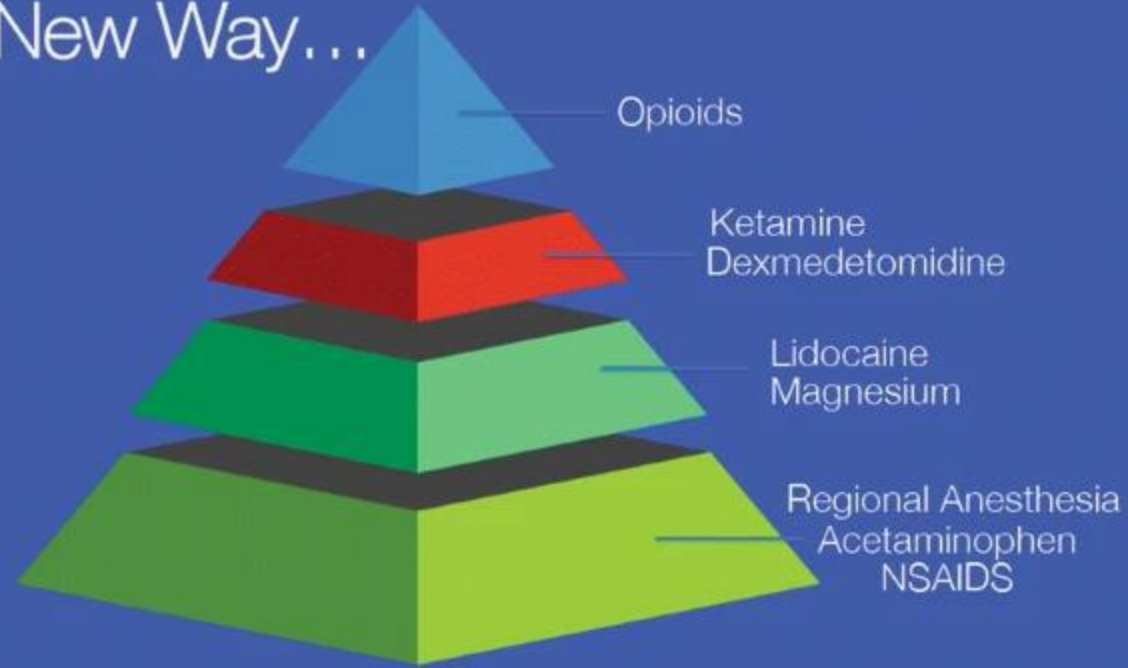 New Way...
Opioids
Ketamine
Dexmedetomidine
Lidocaine
Magnesium
Regional Anesthesia
Acetaminophen
NSAIDS